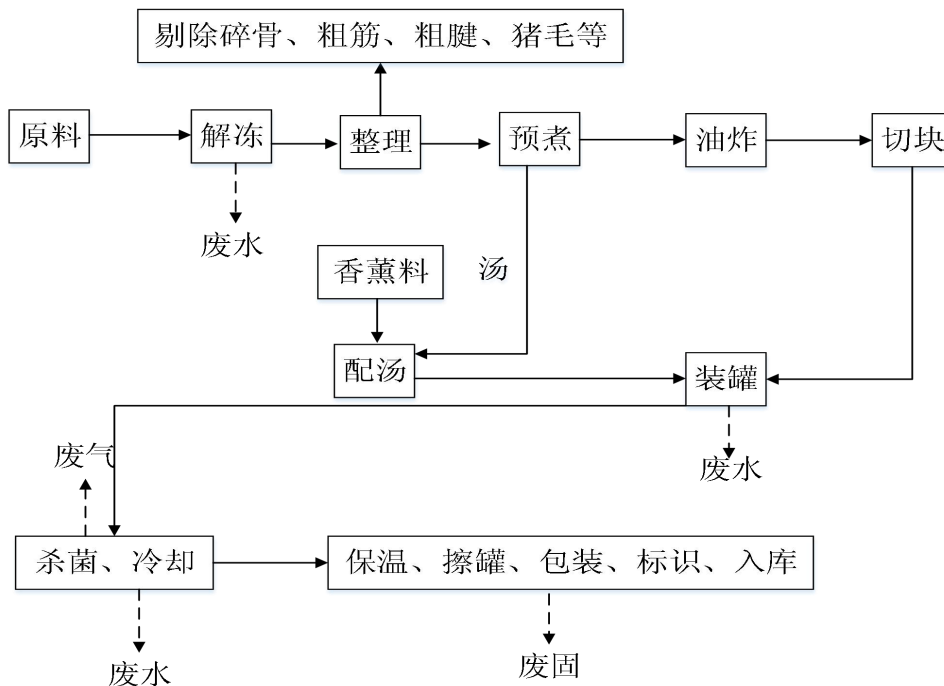 剔除碎骨、粗筋、粗腱、猪毛等
原料
解冻
整理
预煮
油炸
切块
废水
香薰料
汤
配汤
装罐
废气
废水
杀菌、冷却
保温、擦罐、包装、标识、入库
废水
废固